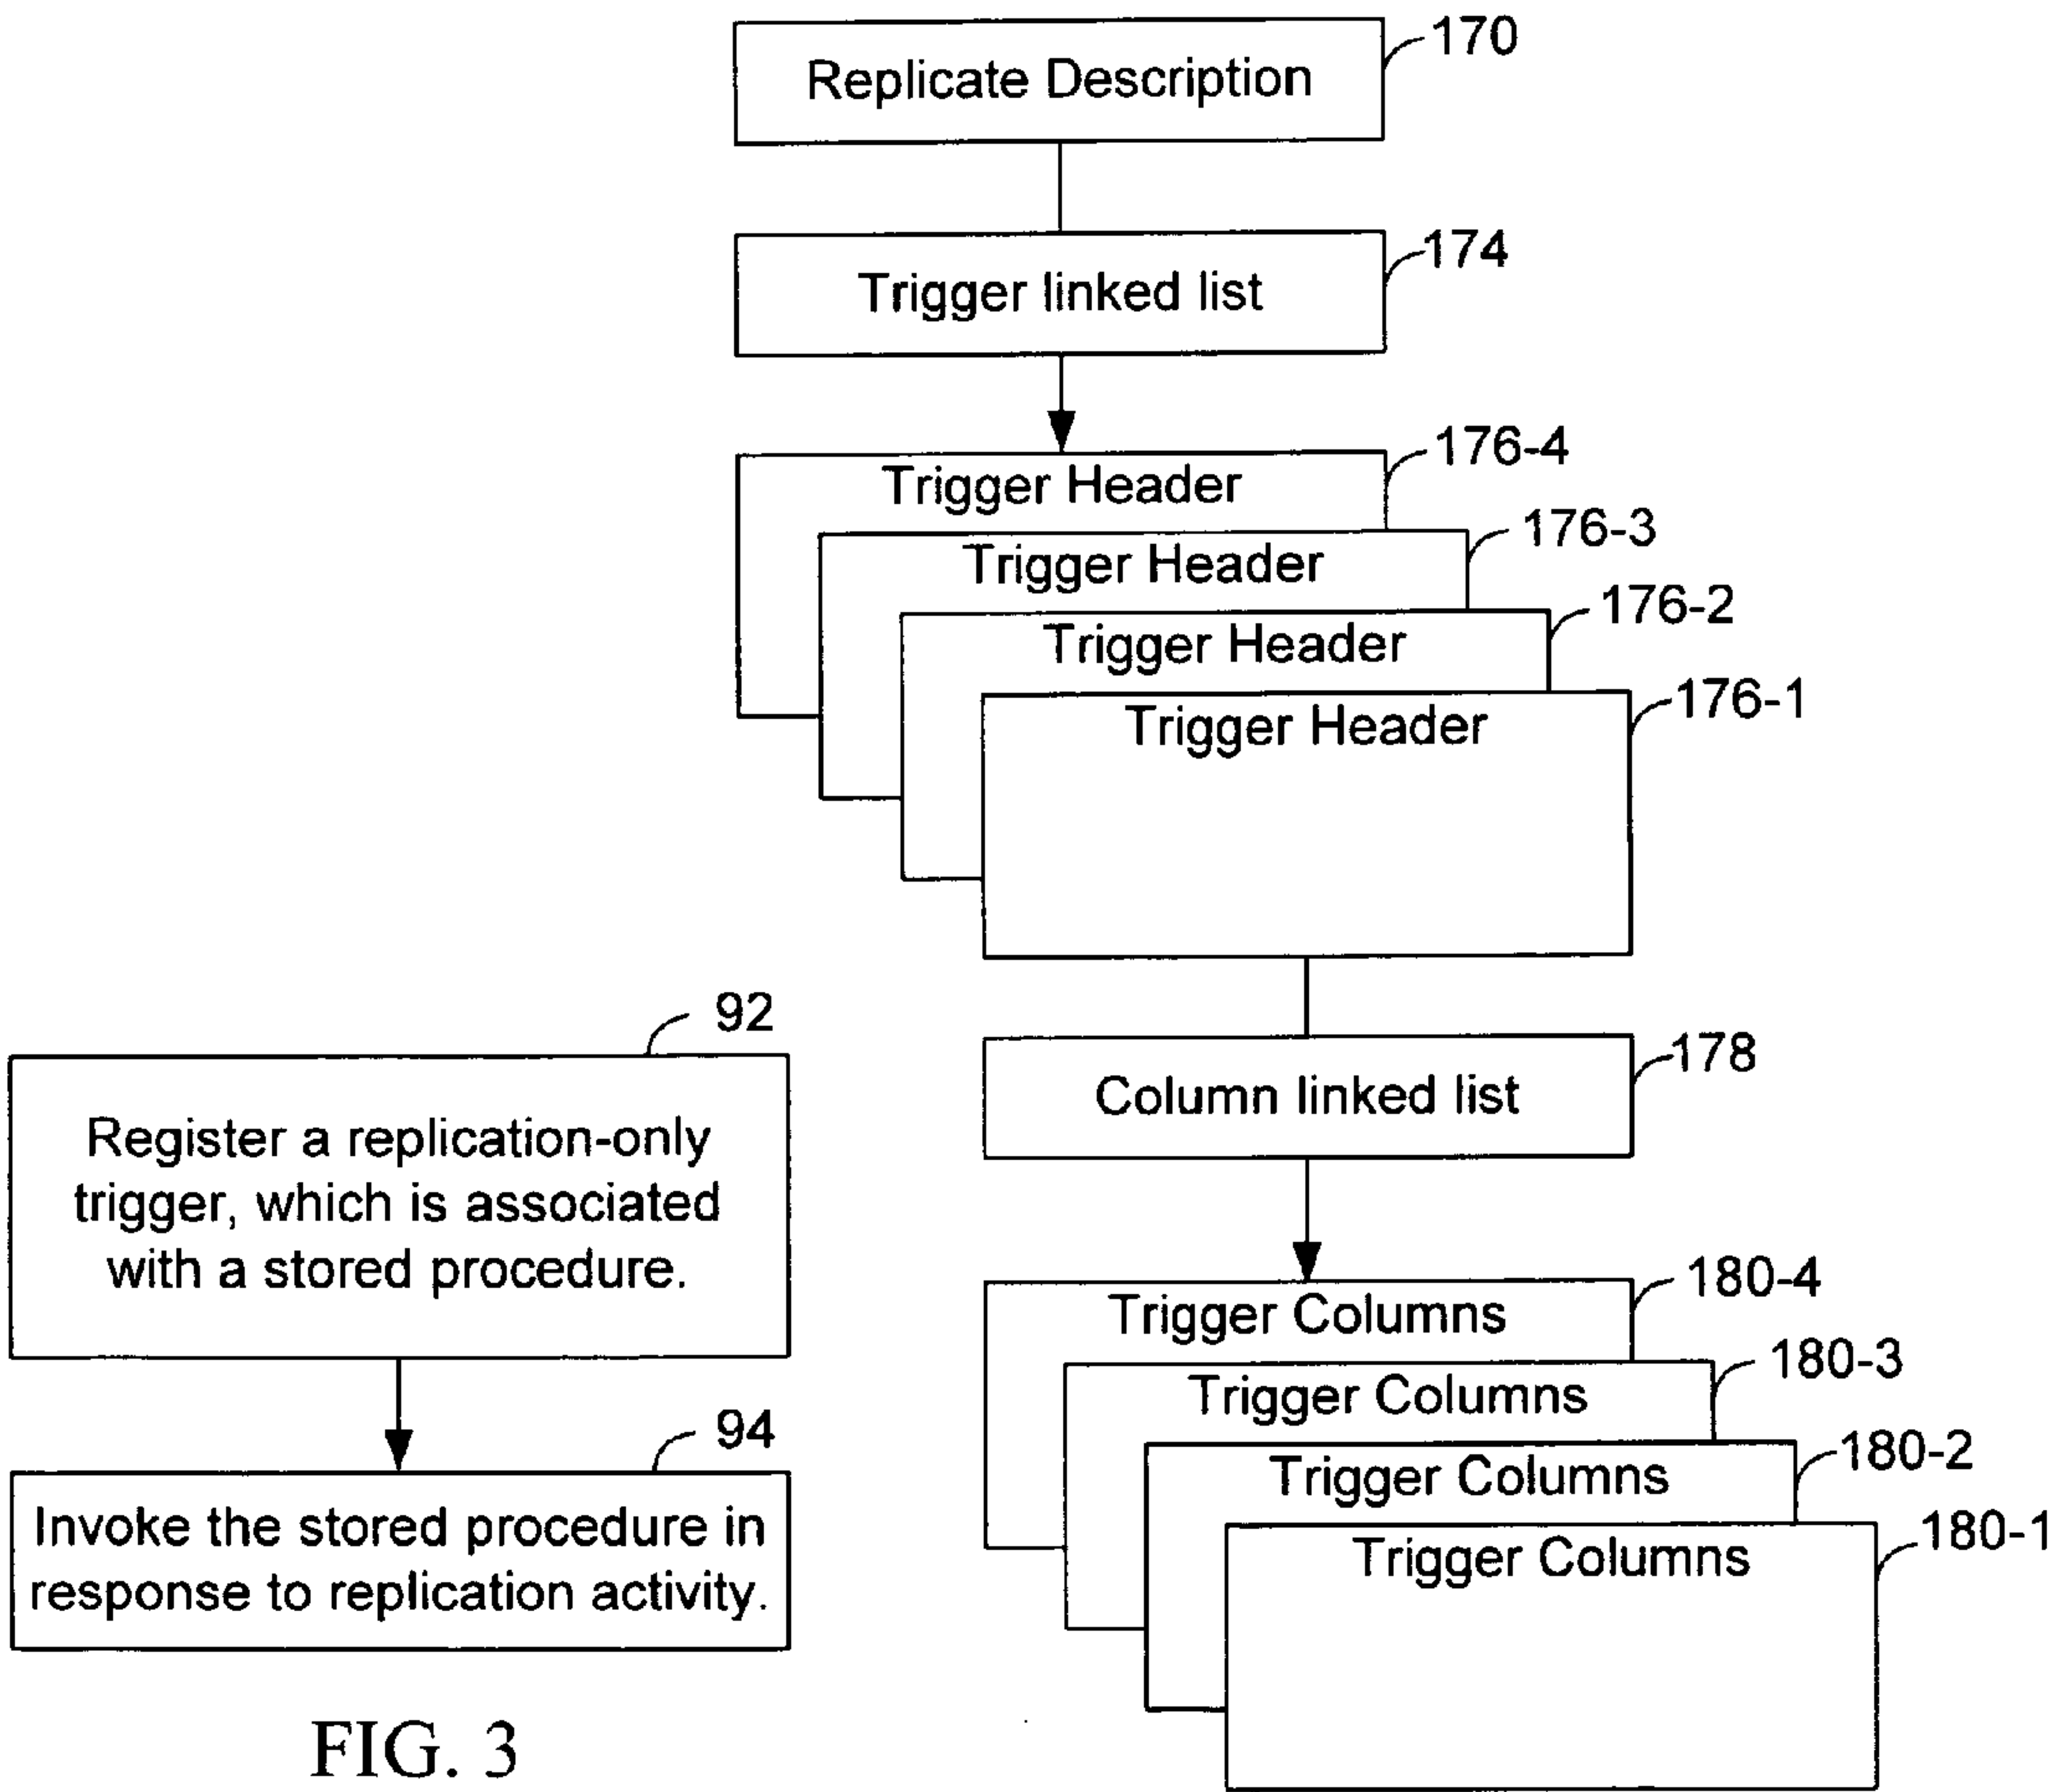 170
Replicate Description
174
Trigger linked list
176-4
Trigger Header
176-3
Trigger Header
176-2
Trigger Header
176-1
Trigger Header
178
Column linked list
180-4
Trigger Columns
180-3
Trigger Columns
180-2
Trigger Columns
180-1
Trigger Columns
92
Register a replication-only
trigger, which is associated
with a stored procedure.
94
Invoke the stored procedure in
response to replication activity.
FIG. 3